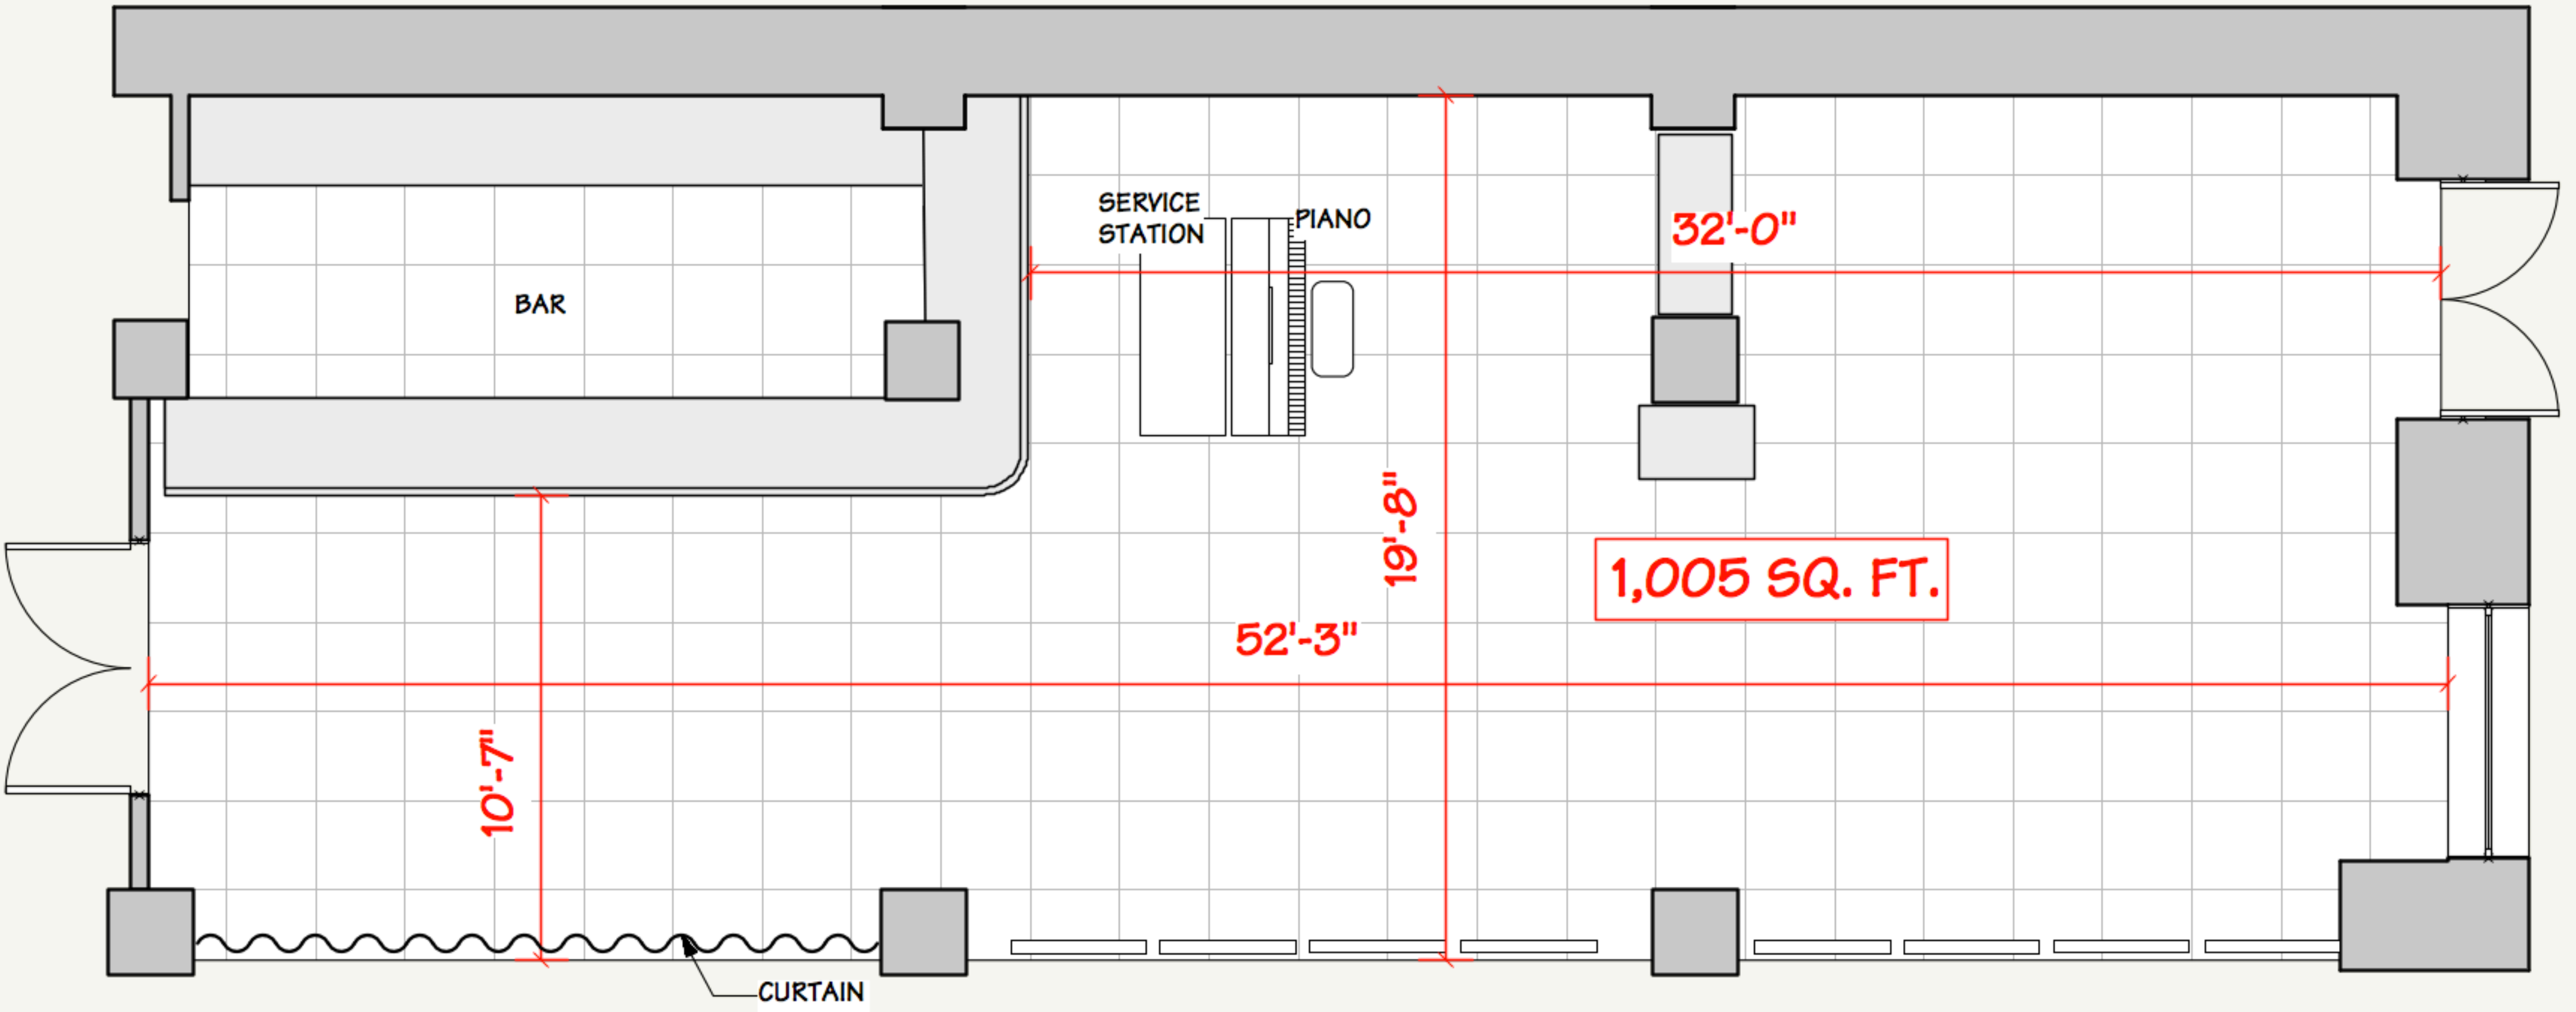 SERVICE
STATION
PIANO
32'-0"
BAR
19'-8"
1,005 SQ. FT.
52'-3"
10'-7"
CURTAIN